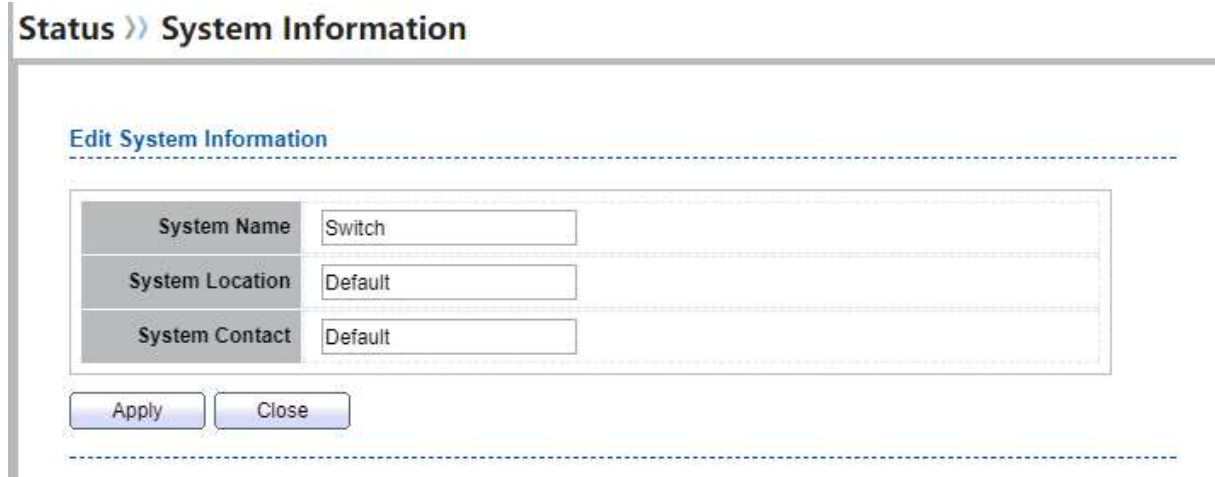 Status » System Information
Edit System Information
System Name Switch
System Location Default
System Contact Default
Apply Close